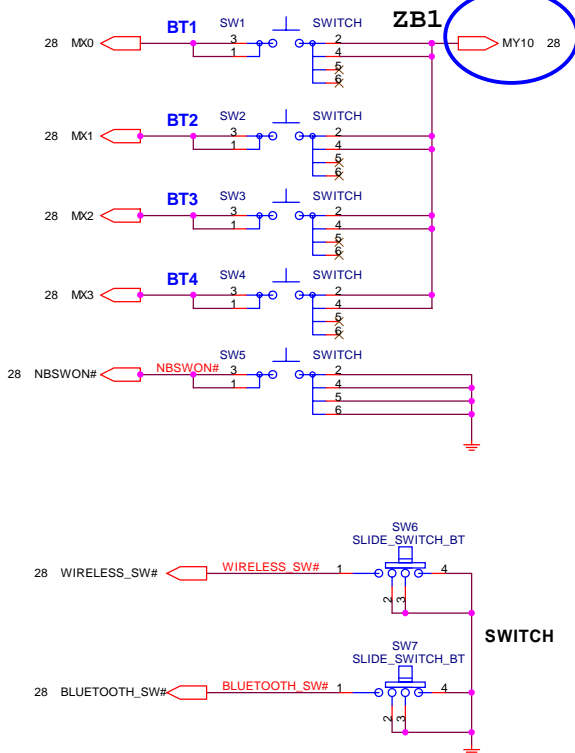 BT1 SW1 SWITCH ZB1
28 MX0 3 2 MY10 28
1 4
5
6
BT2 SW2 SWITCH
28 MX1 3 2
1 4
5
6
BT3 SW3 SWITCH
28 MX2 3 2
1 4
5
6
BT4 SW4 SWITCH
28 MX3 3 2
1 4
5
6
SW5 SWITCH
28 NBSWON# NBSWON# 3 2
1 4
5
6
SW6
SLIDE_SWITCH_BT
28 WIRELESS_SW# WIRELESS_SW# 1 4
2 3
SWITCH
SW7
SLIDE_SWITCH_BT
28 BLUETOOTH_SW# BLUETOOTH_SW# 1 4
2 3